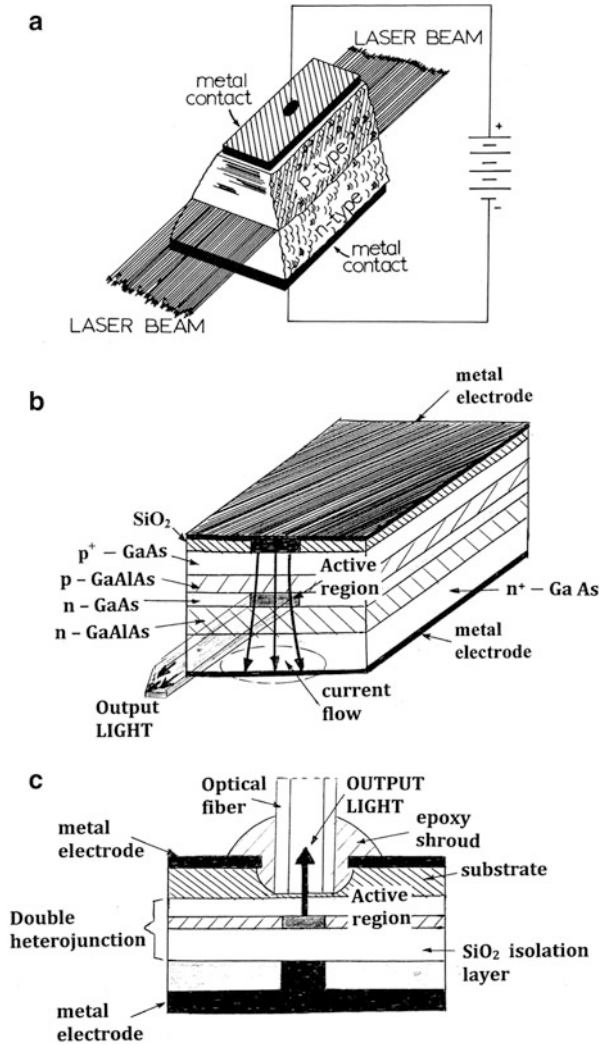 a
LASER BEAM
metal
contact
p-type
n-type
+
-
metal
contact
LASER BEAM
b
metal
electrode
SiO2
p+ – GaAs
p - GaAlAs
n - GaAs
n – GaAlAs
Active
region
n+ – Ga As
metal
electrode
Output
LIGHT
current
flow
c
Optical
fiber
OUTPUT
LIGHT
epoxy
shroud
metal
electrode
substrate
Active
region
Double
heterojunction
SiO2 isolation
layer
metal
electrode